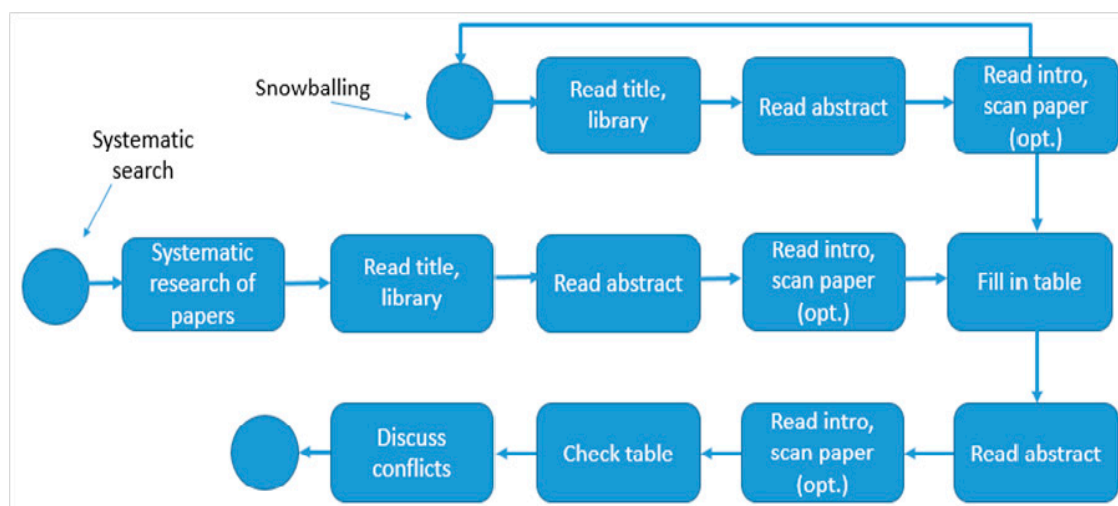 Snowballing
Read title,
library
Read abstract
Read intro,
scan paper
(opt.)
Systematic
search
Systematic
research of
papers
Read title,
library
Read abstract
Read intro,
scan paper
(opt.)
Fill in table
Discuss
conflicts
Check table
Read intro,
scan paper
(opt.)
Read abstract